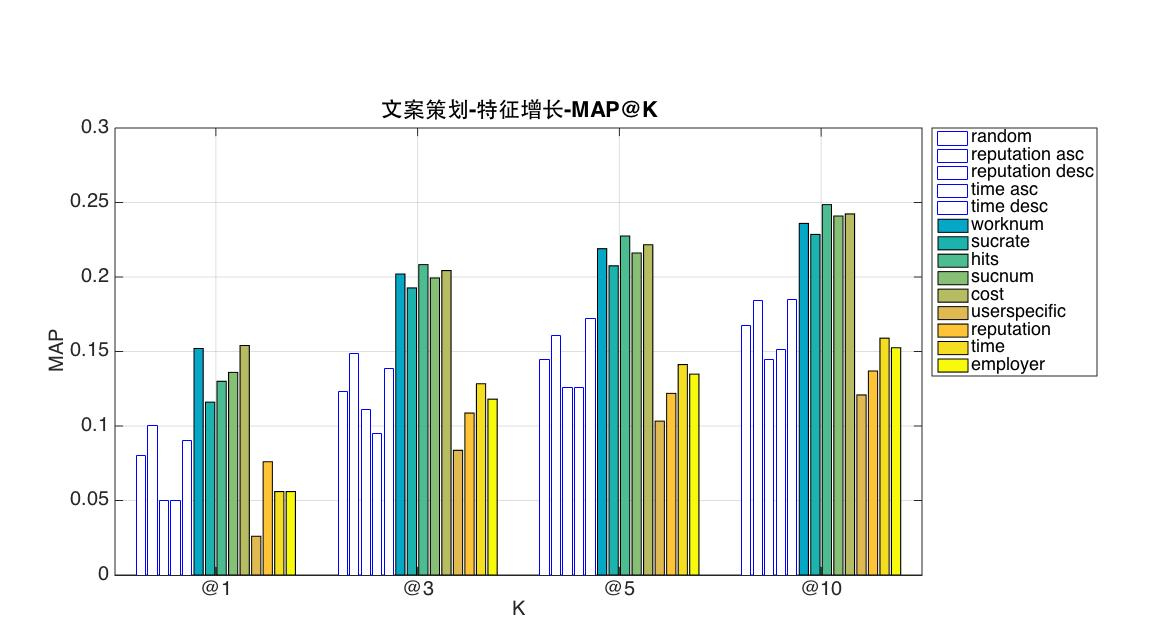 文案策划-特征增长-MAP@K
0.3
0.25
0.2
0.15
0.1
0.05
0
MAP
@1
@3
@5
@10
K
random
reputation asc
reputation desc
time asc
time desc
worknum
sucrate
hits
sucnum
cost
userspecific
reputation
time
employer